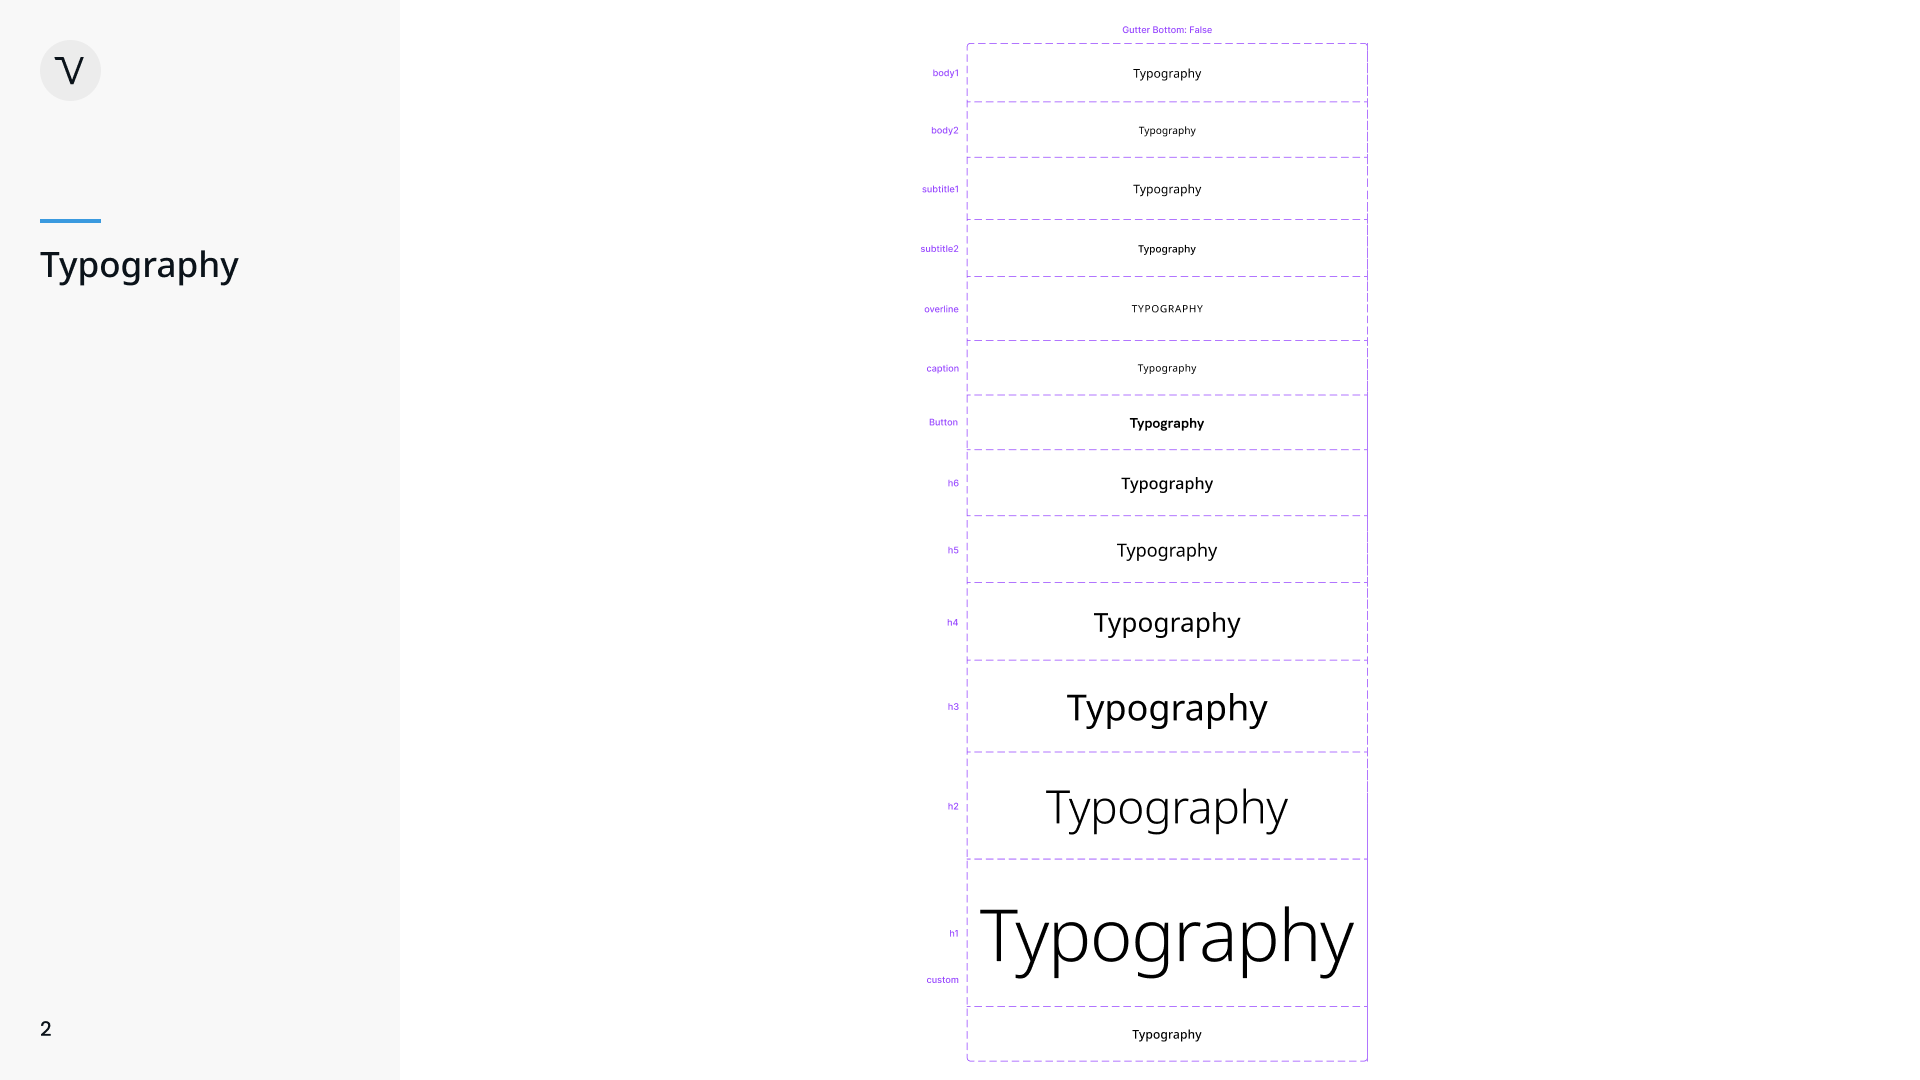 V
Typography
2
Gutter Bottom: False
body1
Typography
body2
Typography
subtitle1
Typography
subtitle2
Typography
overline
TYPOGRAPHY
caption
Typography
Button
Typography
h6
Typography
h5
Typography
h4
Typography
h3
Typography
h2
Typography
h1
Typography
custom
Typography